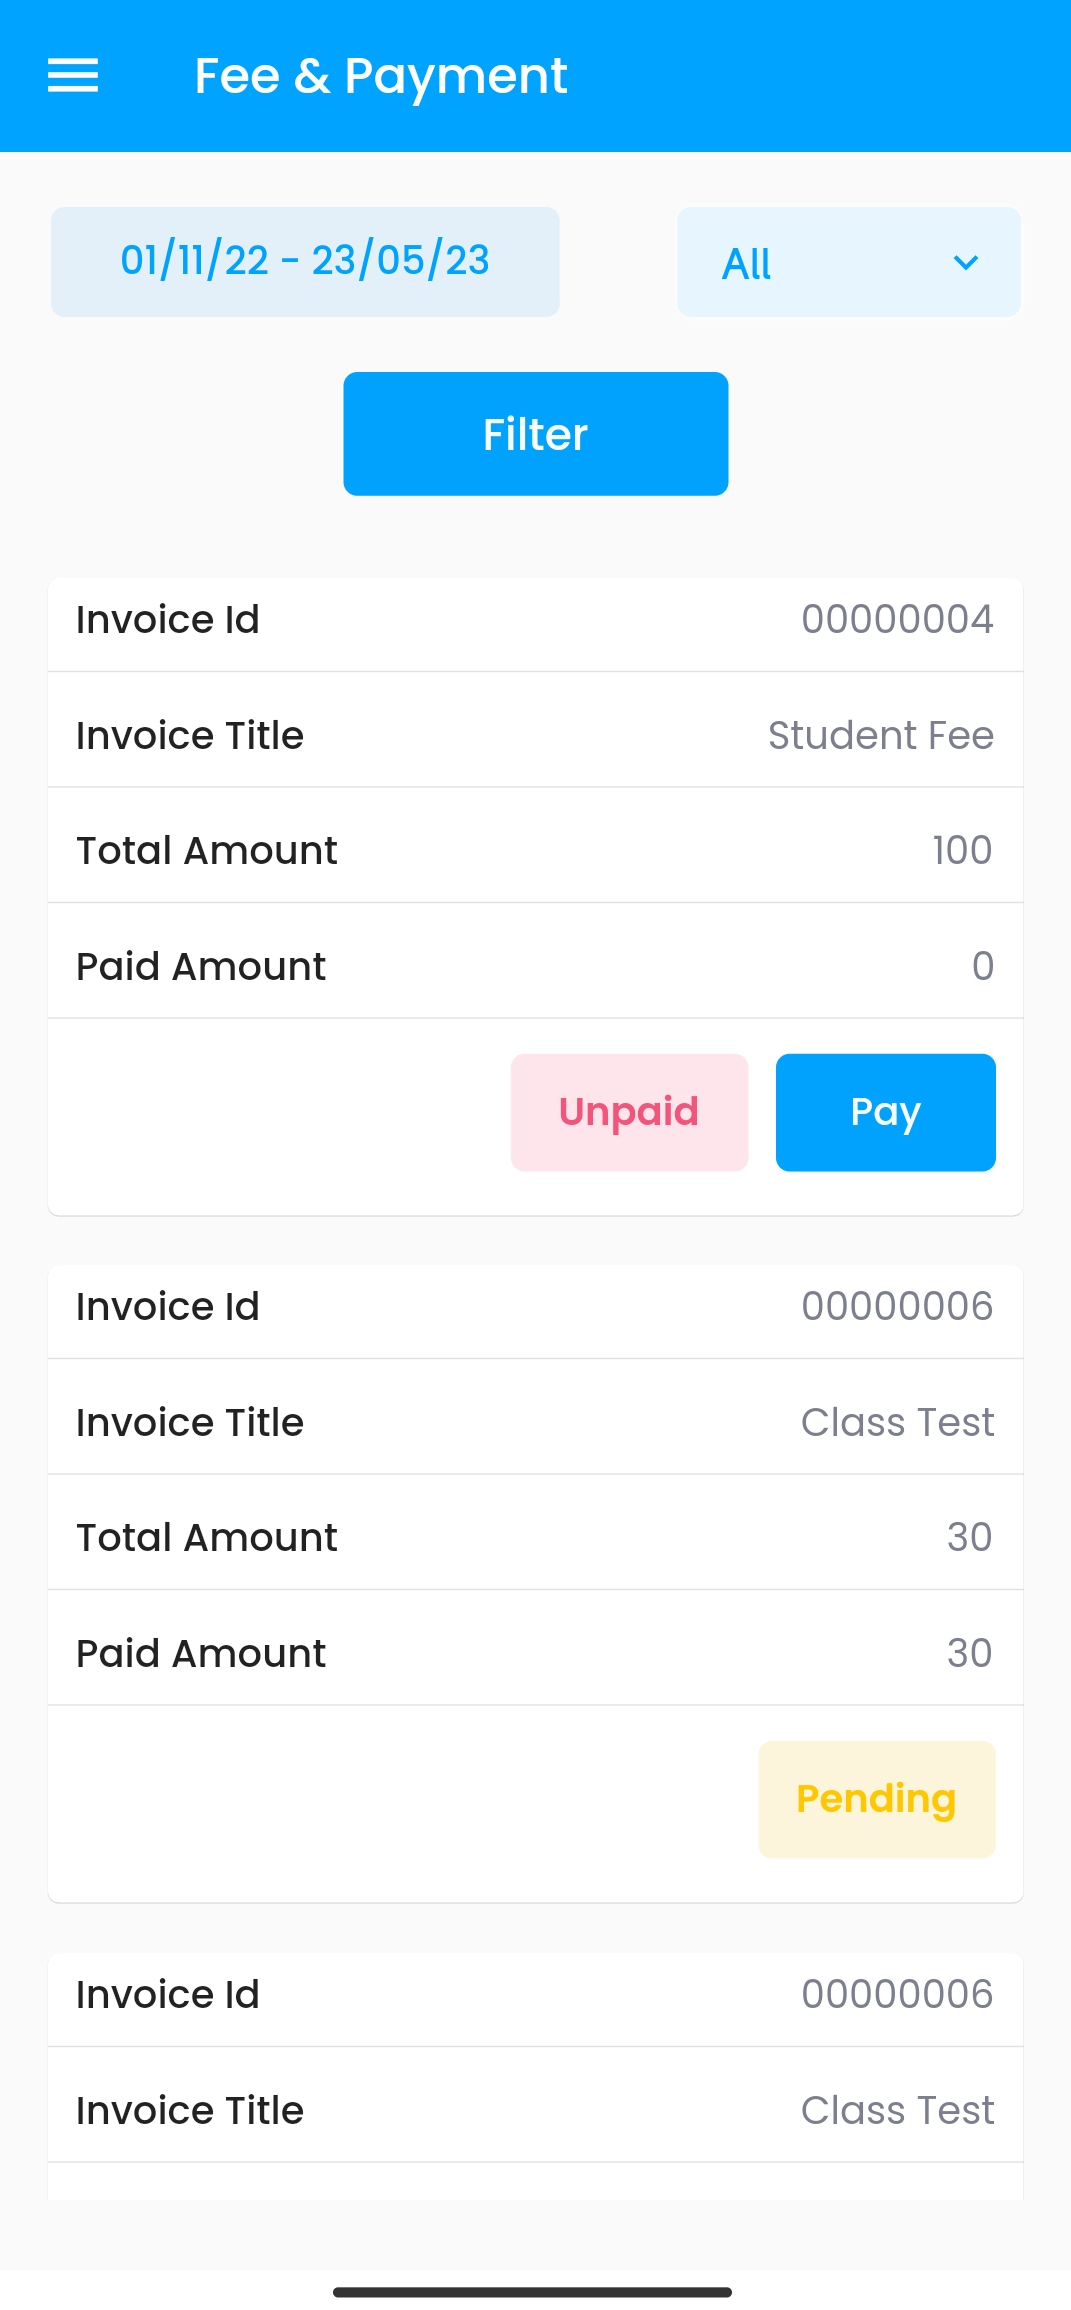 Fee & Payment
01/11/22 - 23/05/23
All
Filter
Invoice Id 00000004
Invoice Title Student Fee
Total Amount 100
Paid Amount 0
Unpaid Pay
Invoice Id 00000006
Invoice Title Class Test
Total Amount 30
Paid Amount 30
Pending
Invoice Id 00000006
Invoice Title Class Test